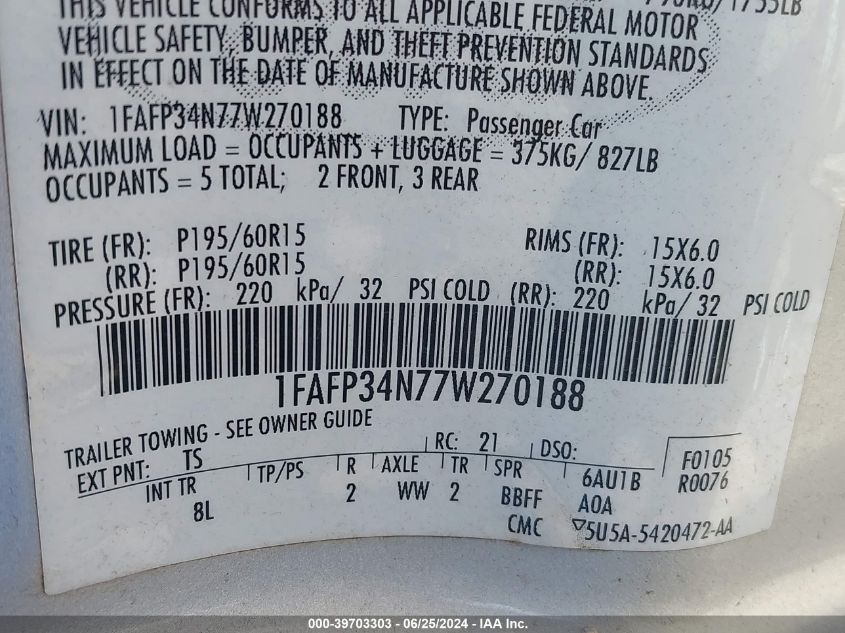 THIS VEHICLE CONFORMS TO ALL APPLICABLE FEDERAL MOTOR
VEHICLE SAFETY, BUMPER, AND THEFT PREVENTION STANDARDS
IN EFFECT ON THE DATE OF MANUFACTURE SHOWN ABOVE.
VIN: 1FAFP34N77W270188 TYPE: Passenger Car
MAXIMUM LOAD = OCCUPANTS + LUGGAGE = 375KG/ 827LB
OCCUPANTS = 5 TOTAL; 2 FRONT, 3 REAR
TIRE (FR): P195/60R15 RIMS (FR): 15X6.0
(RR): P195/60R15 (RR): 15X6.0
PRESSURE (FR): 220 kPa/ 32 PSI COLD (RR): 220 kPa/ 32 PSI COLD
1FAFP34N77W270188
TRAILER TOWING - SEE OWNER GUIDE
EXT PNT: TS RC: 21 DSO: F0105
INT TR TP/PS R AXLE TR SPR 6AU1B R0076
8L 2 WW 2 BBFF AOA
CMC 5U5A-5420472-AA
000-39703303 - 06/25/2024 - IAA Inc.